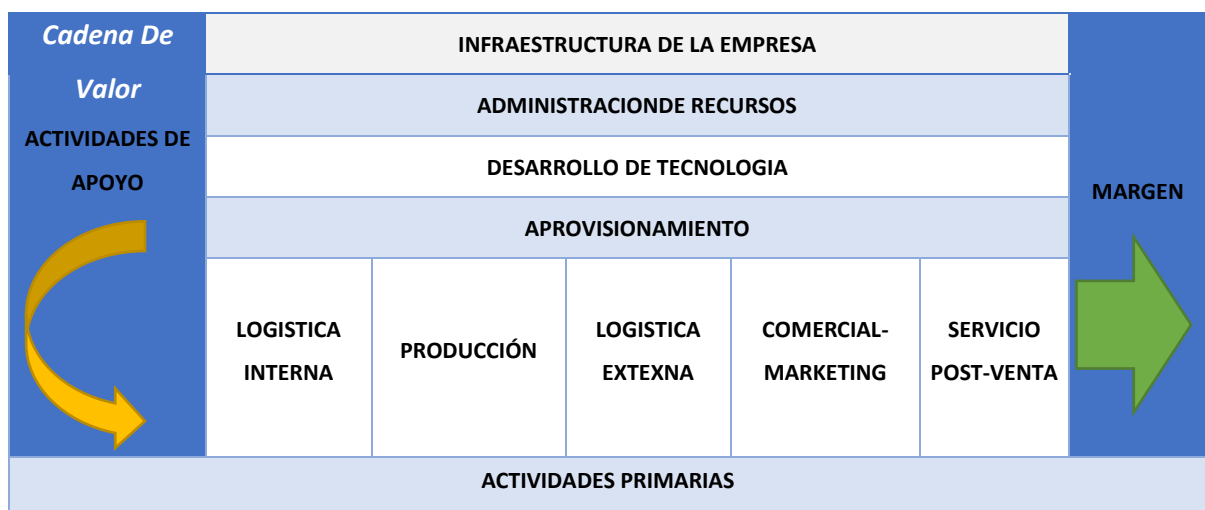 Cadena De
Valor
ACTIVIDADES DE
APOYO
INFRAESTRUCTURA DE LA EMPRESA
ADMINISTRACIONDE RECURSOS
DESARROLLO DE TECNOLOGIA
APROVISIONAMIENTO
LOGISTICA
INTERNA
PRODUCCIÓN
LOGISTICA
EXTEXNA
COMERCIAL-
MARKETING
SERVICIO
POST-VENTA
MARGEN
ACTIVIDADES PRIMARIAS